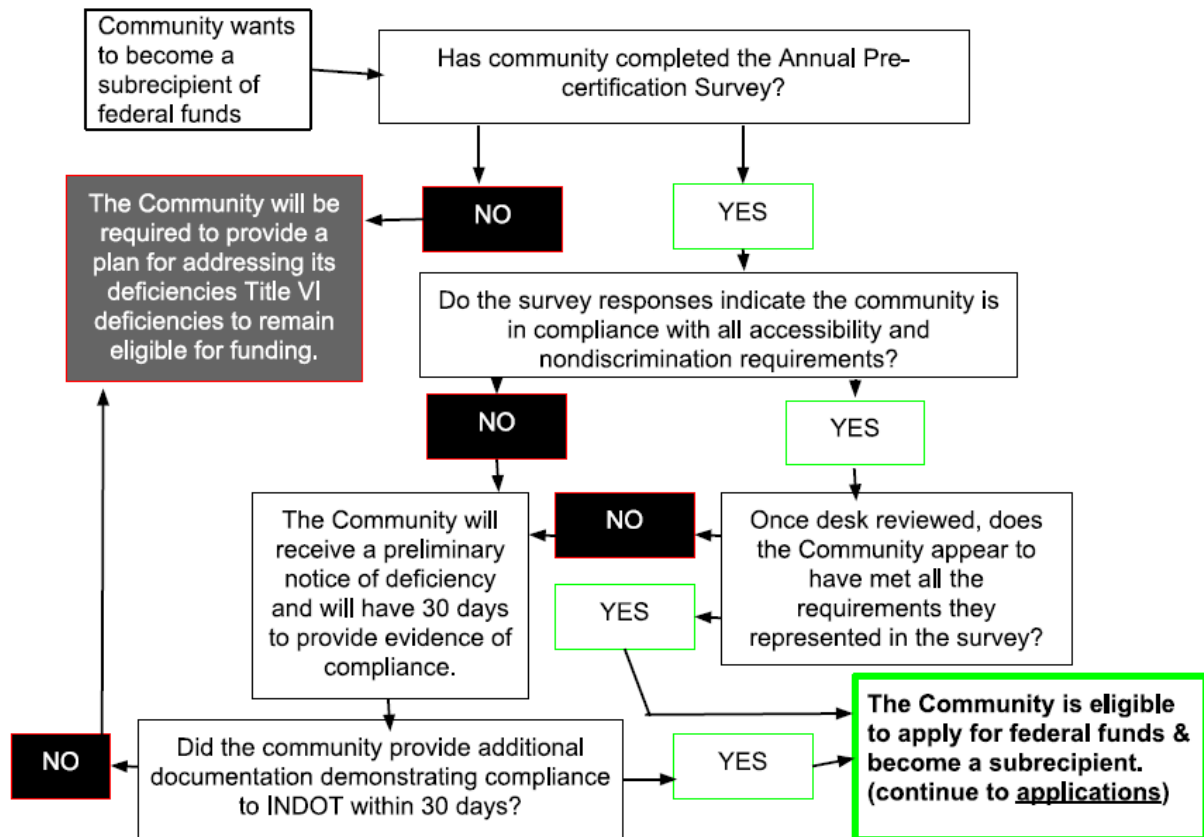 Community wants
to become a
subrecipient of
federal funds
Has community completed the Annual Pre-
certification Survey?
NO
YES
The Community will be
required to provide a
plan for addressing its
deficiencies Title VI
deficiencies to remain
eligible for funding.
Do the survey responses indicate the community is
in compliance with all accessibility and
nondiscrimination requirements?
NO
YES
The Community will
receive a preliminary
notice of deficiency
and will have 30 days
to provide evidence of
compliance.
NO
YES
Once desk reviewed, does
the Community appear to
have met all the
requirements they
represented in the survey?
NO
Did the community provide additional
documentation demonstrating compliance
to INDOT within 30 days?
YES
The Community is eligible
to apply for federal funds &
become a subrecipient.
(continue to applications)